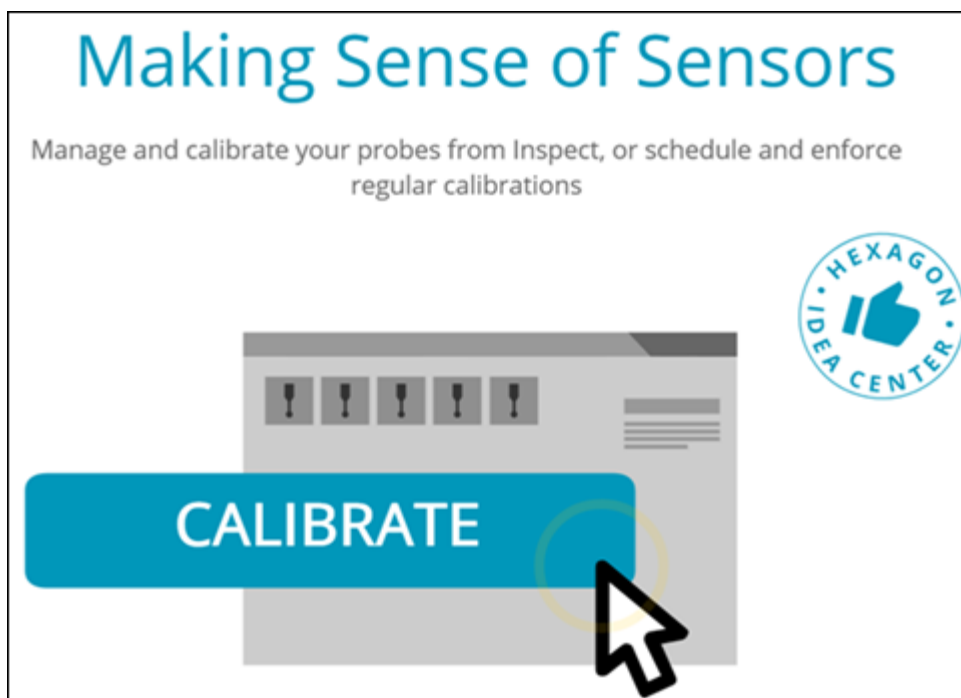 Making Sense of Sensors
Manage and calibrate your probes from Inspect, or schedule and enforce
regular calibrations
HEXAGON
IDEA CENTER
CALIBRATE